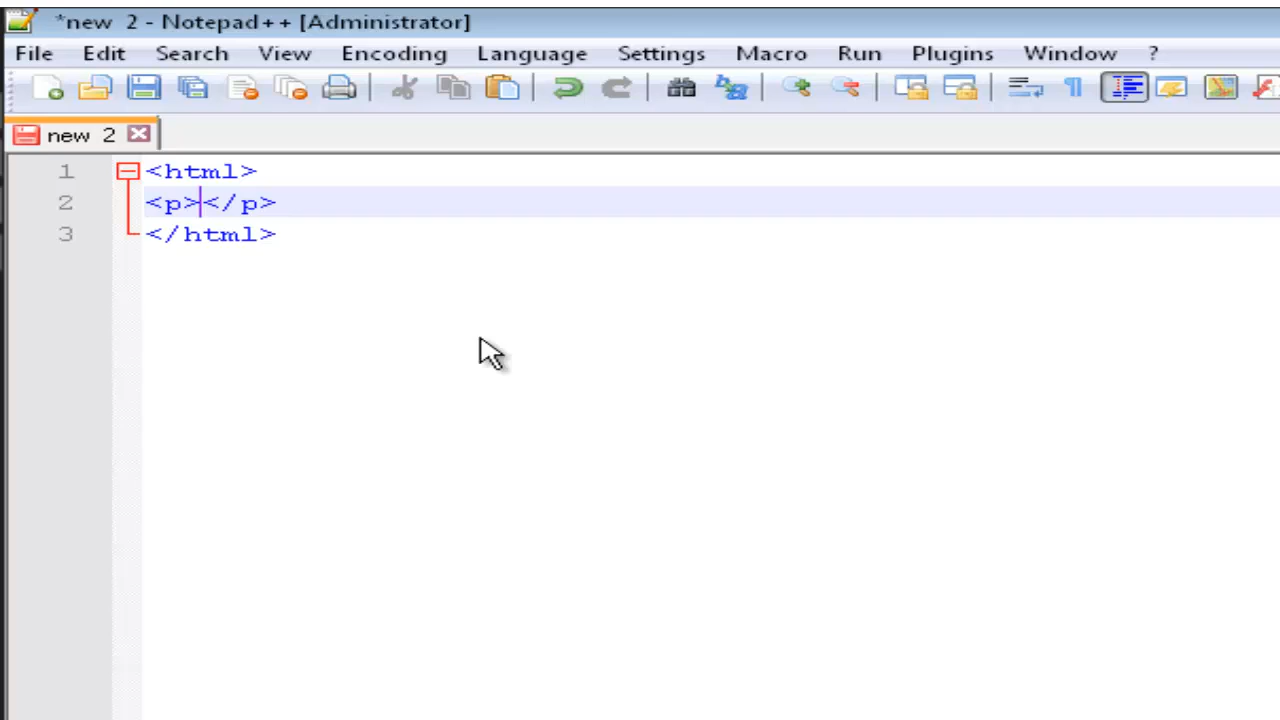 *new 2 - Notepad++ [Administrator]
File Edit Search View Encoding Language Settings Macro Run Plugins Window ?
new 2
1 <html>
2 <p></p>
3 </html>